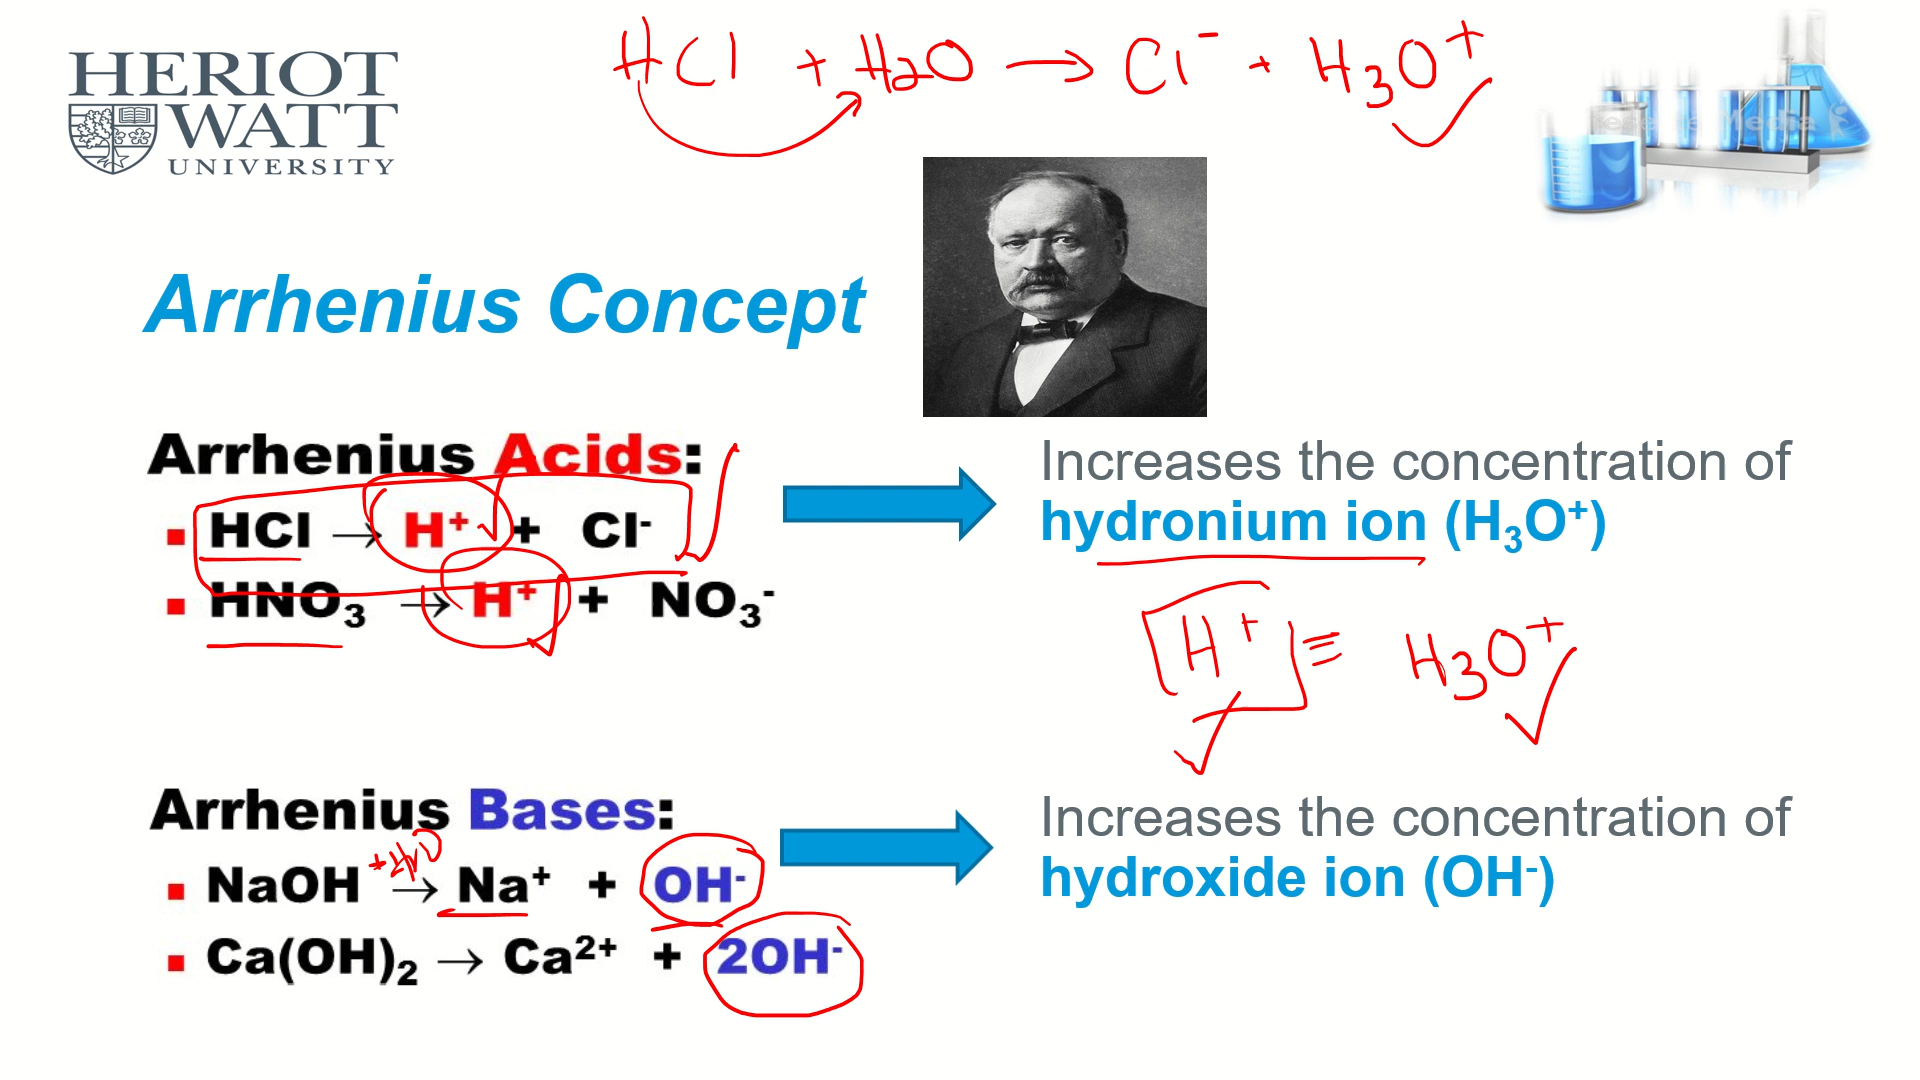 HCl + H2O → Cl⁻ + H3O⁺
HERIOT
WATT
UNIVERSITY
Arrhenius Concept
Arrhenius Acids:
HCl → H⁺ + Cl⁻
HNO₃ → H⁺ + NO₃⁻
Increases the concentration of
hydronium ion (H₃O⁺)
[H⁺] ≡ H3O⁺
Arrhenius Bases:
+H2O
NaOH → Na⁺ + OH⁻
Ca(OH)₂ → Ca²⁺ + 2OH⁻
Increases the concentration of
hydroxide ion (OH⁻)